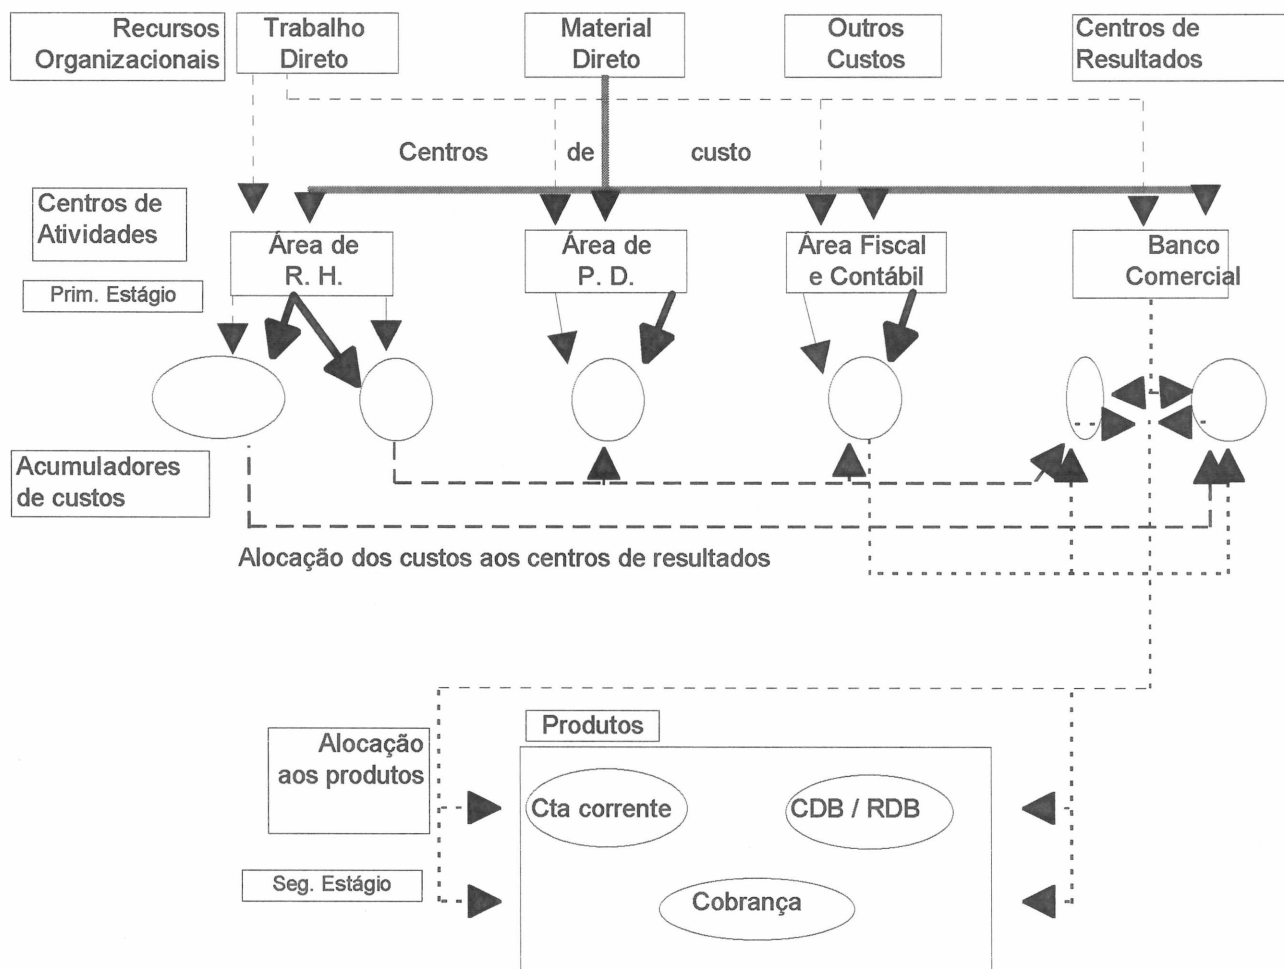 Recursos
Organizacionais
Trabalho
Direto
Material
Direto
Outros
Custos
Centros de
Resultados
Centros de custo
Centros de
Atividades
Prim. Estágio
Área de
R. H.
Área de
P. D.
Área Fiscal
e Contábil
Banco
Comercial
Acumuladores
de custos
Alocação dos custos aos centros de resultados
Alocação
aos produtos
Seg. Estágio
Produtos
Cta corrente
CDB / RDB
Cobrança